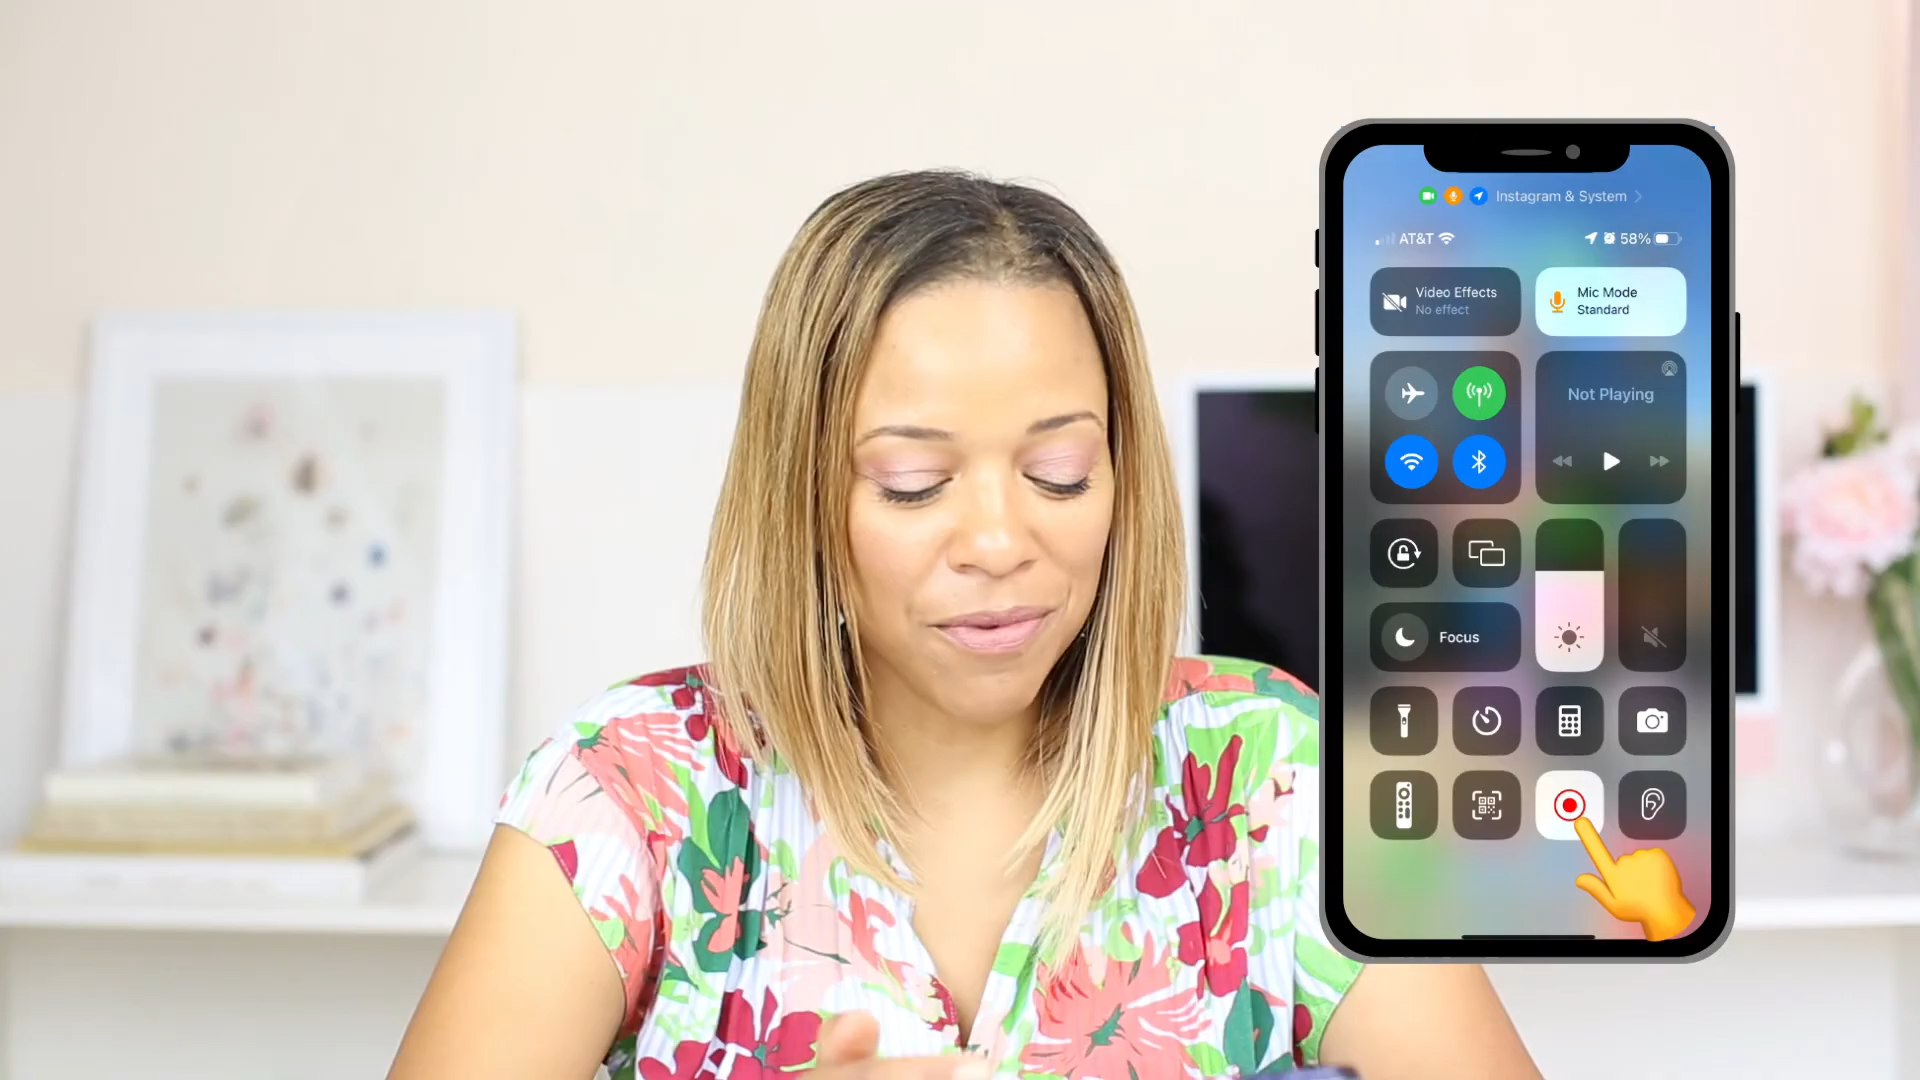 Instagram & System
AT&T 58%
Video Effects
No effect
Mic Mode
Standard
Not Playing
Focus